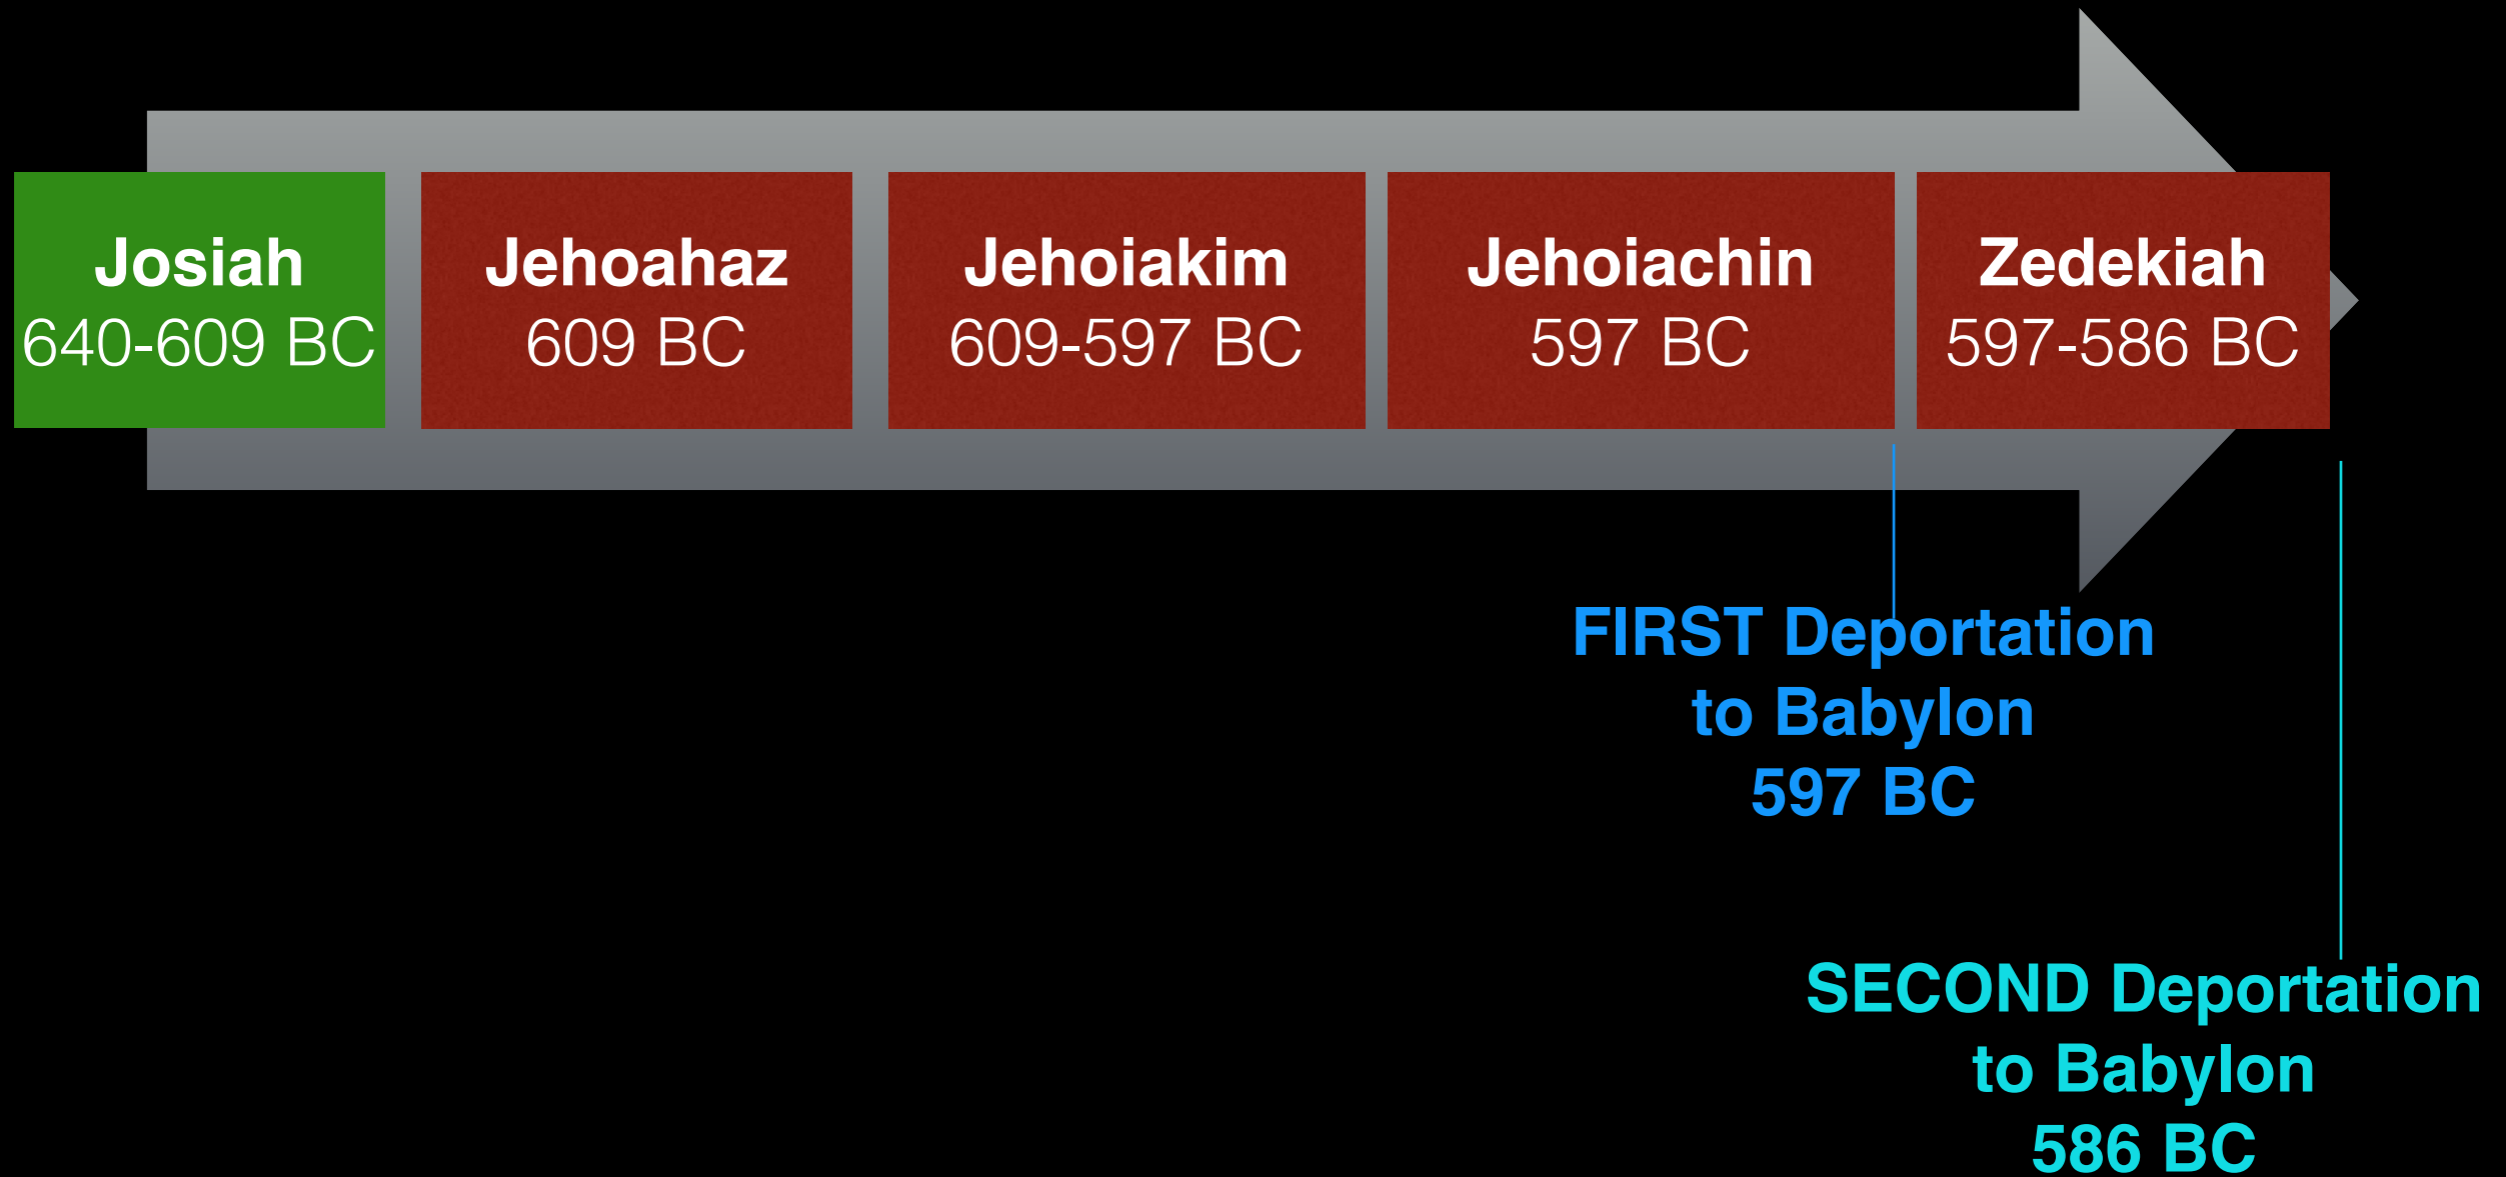 Josiah
640-609 BC
Jehoahaz
609 BC
Jehoiakim
609-597 BC
Jehoiachin
597 BC
Zedekiah
597-586 BC
FIRST Deportation
to Babylon
597 BC
SECOND Deportation
to Babylon
586 BC